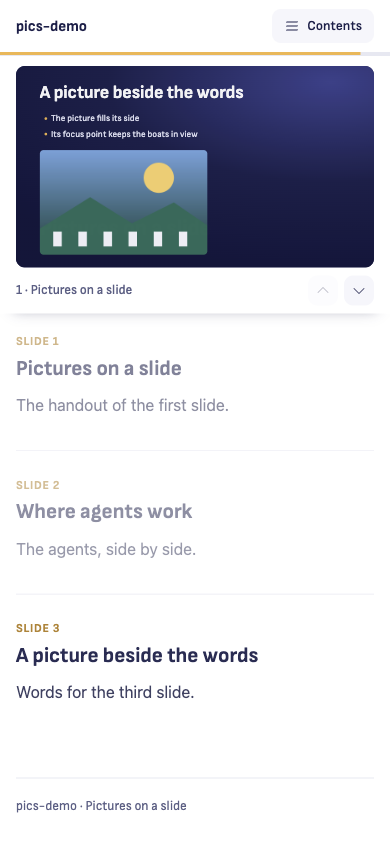 pics-demo
Contents
A picture beside the words
• The picture fills its side
• Its focus point keeps the boats in view
1 · Pictures on a slide
SLIDE 1
Pictures on a slide
The handout of the first slide.
SLIDE 2
Where agents work
The agents, side by side.
SLIDE 3
A picture beside the words
Words for the third slide.
pics-demo · Pictures on a slide